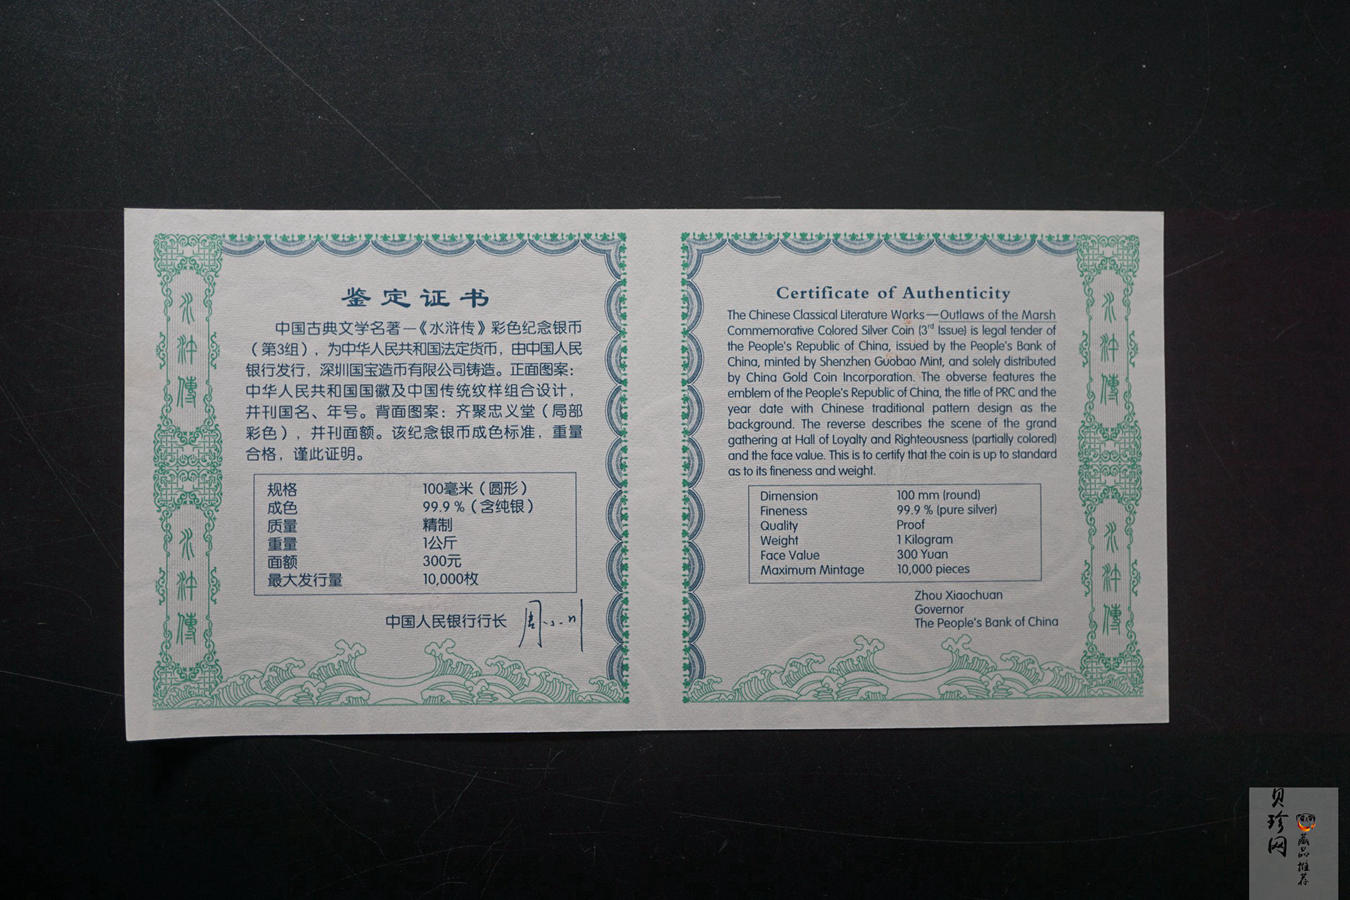 鉴定证书
中国古典文学名著—《水浒传》彩色纪念银币
（第3组），为中华人民共和国法定货币，由中国人民
银行发行，深圳国宝造币有限公司铸造。正面图案：
中华人民共和国国徽及中国传统纹样组合设计，
并刊国名、年号。背面图案：齐聚忠义堂（局部
彩色），并刊面额。该纪念银币成色标准，重量
合格，谨此证明。
规格 100毫米（圆形）
成色 99.9 %（含纯银）
质量 精制
重量 1公斤
面额 300元
最大发行量 10,000枚
中国人民银行行长
水浒傳
水浒傳
Certificate of Authenticity
The Chinese Classical Literature Works—Outlaws of the Marsh
Commemorative Colored Silver Coin (3rd Issue) is legal tender of
the People's Republic of China, issued by the People's Bank of
China, minted by Shenzhen Guobao Mint, and solely distributed
by China Gold Coin Incorporation. The obverse features the
emblem of the People's Republic of China, the title of PRC and the
year date with Chinese traditional pattern design as the
background. The reverse describes the scene of the grand
gathering at Hall of Loyalty and Righteousness (partially colored)
and the face value. This is to certify that the coin is up to standard
as to its fineness and weight.
Dimension 100 mm (round)
Fineness 99.9 % (pure silver)
Quality Proof
Weight 1 Kilogram
Face Value 300 Yuan
Maximum Mintage 10,000 pieces
Zhou Xiaochuan
Governor
The People's Bank of China
水浒傳
水浒傳
贝珍网
藏品推荐